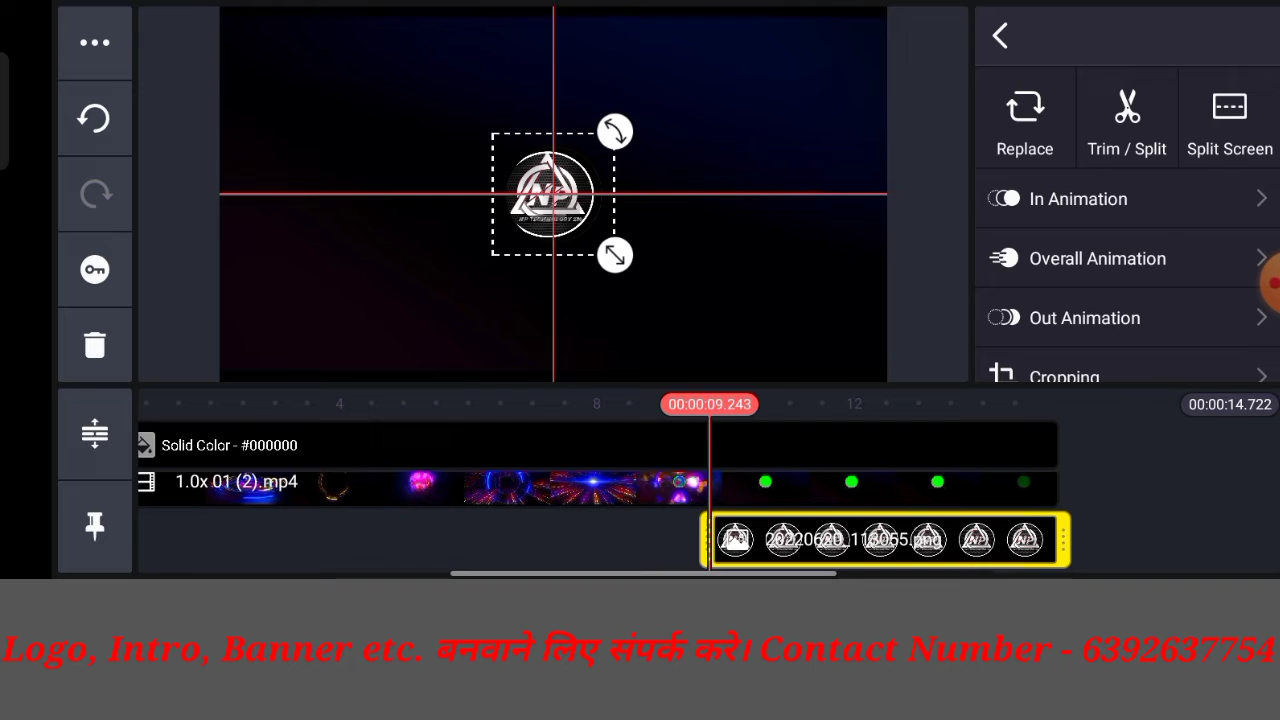 Replace
Trim / Split
Split Screen
In Animation
Overall Animation
Out Animation
Cropping
NP
4
8
00:00:09.243
12
00:00:14.722
Solid Color - #000000
1.0x 01 (2).mp4
Logo, Intro, Banner etc. बनवाने लिए संपर्क करे। Contact Number - 6392637754